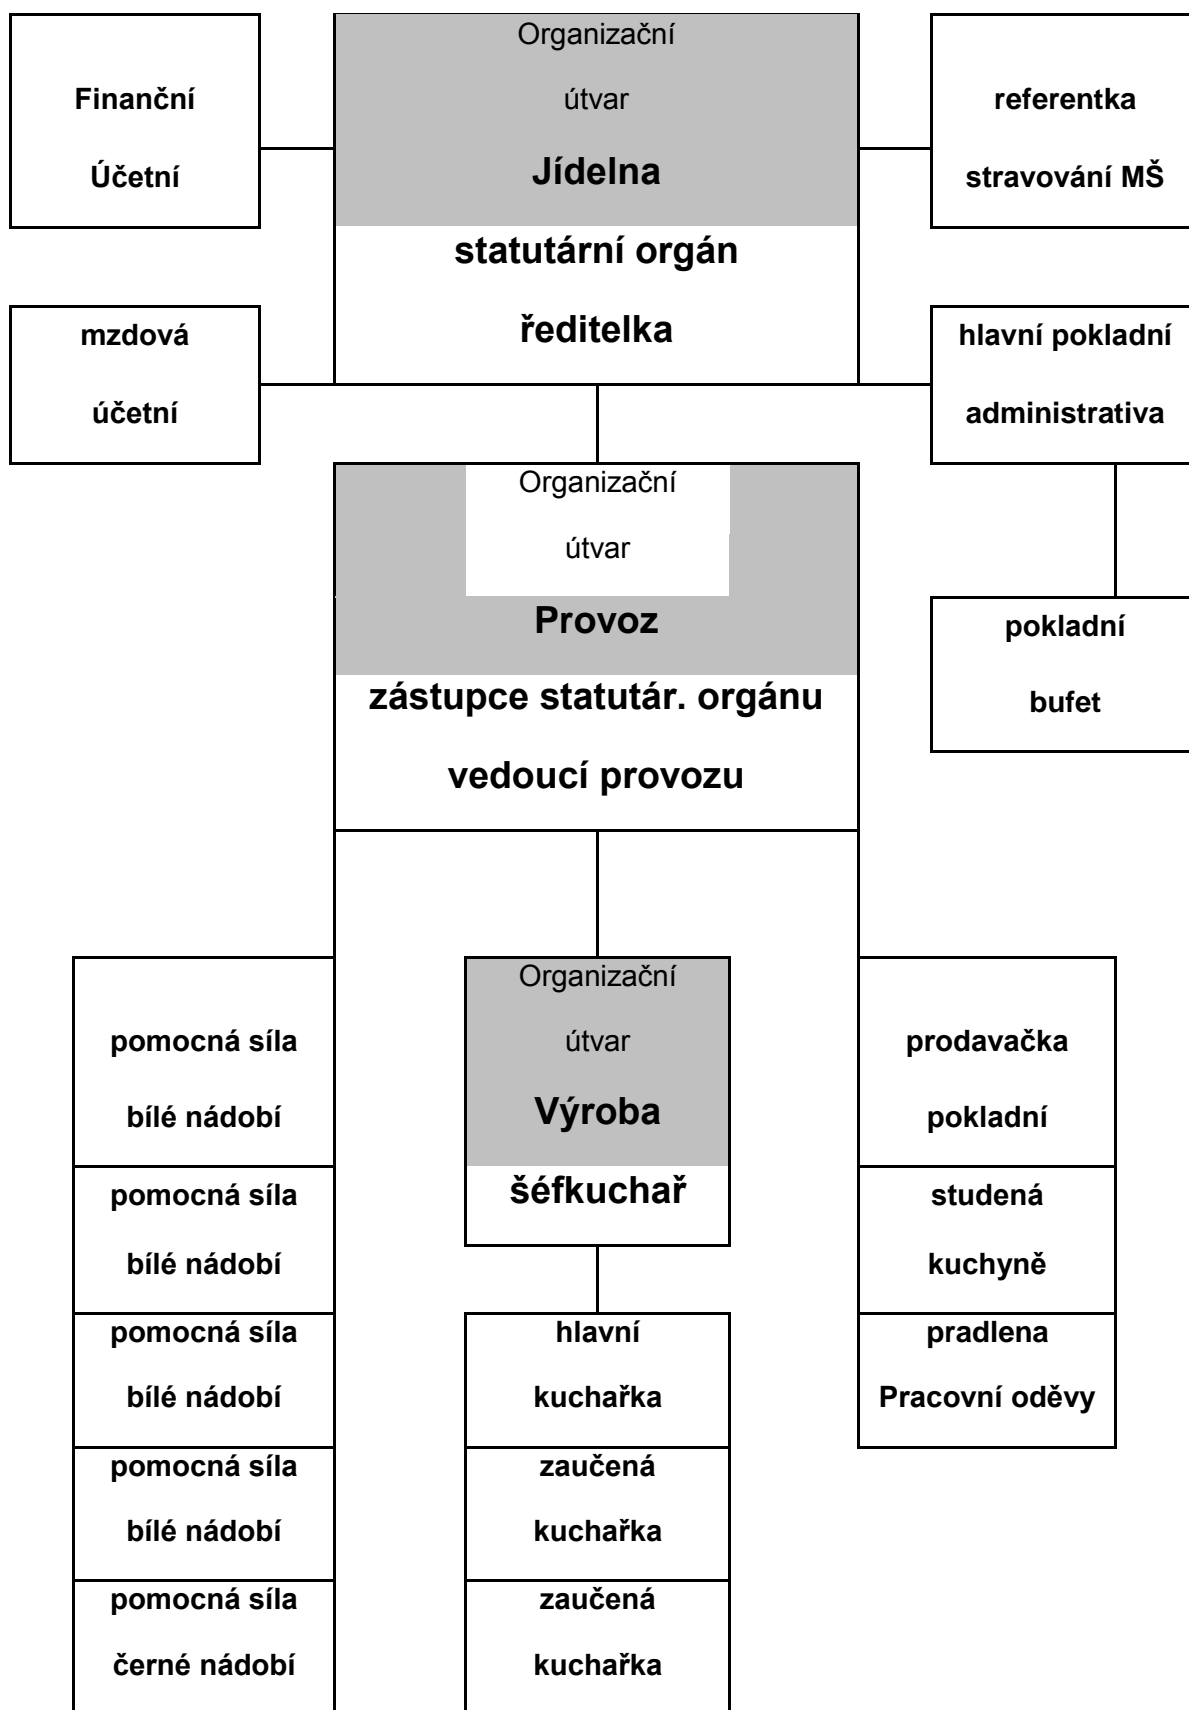 Finanční
Účetní
Organizační
útvar
Jídelna
statutární orgán
ředitelka
referentka
stravování MŠ
mzdová
účetní
hlavní pokladní
administrativa
Organizační
útvar
Provoz
zástupce statutár. orgánu
vedoucí provozu
pokladní
bufet
pomocná síla
bílé nádobí
pomocná síla
bílé nádobí
pomocná síla
bílé nádobí
pomocná síla
bílé nádobí
pomocná síla
černé nádobí
Organizační
útvar
Výroba
šéfkuchař
hlavní
kuchařka
zaučená
kuchařka
zaučená
kuchařka
prodavačka
pokladní
studená
kuchyně
pradlena
Pracovní oděvy